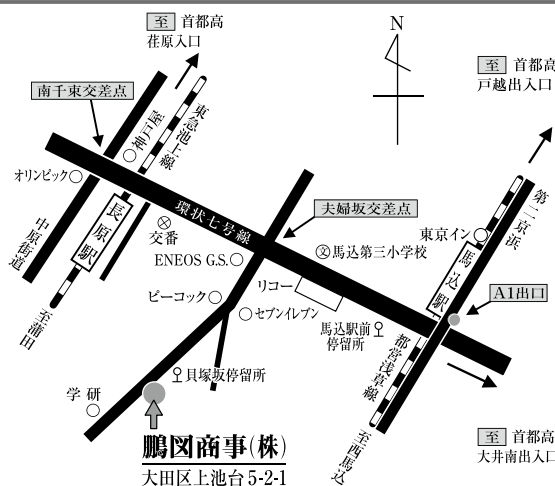 至 首都高
荏原入口
N
至 首都高
戸越出入口
南千束交差点
神戸屋
東急池上線
オリンピック
中原街道
長原駅
至蒲田
交番
環状七号線
夫婦坂交差点
ENEOS G.S.
文 馬込第三小学校
第二京浜
東京イン
馬込駅
A1出口
ピーコック
リコー
セブンイレブン
馬込駅前
停留所
都営浅草線
至西馬込
貝塚坂停留所
学研
鵬図商事(株)
大田区上池台5-2-1
至 首都高
大井南出入口